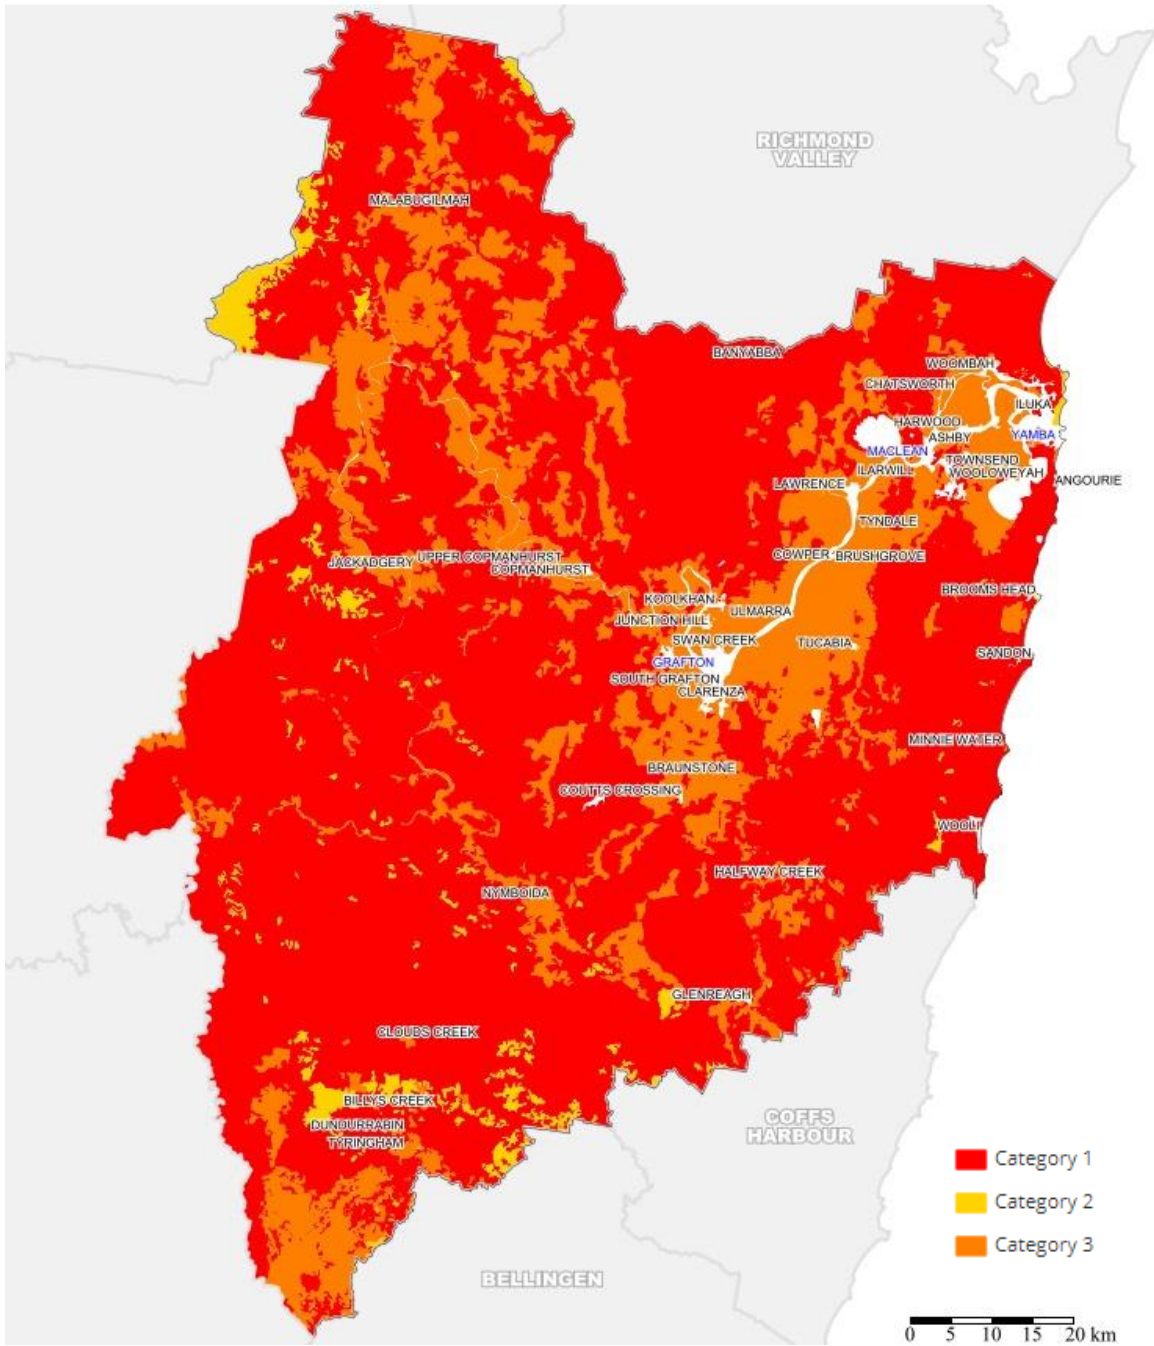 RICHMOND
VALLEY
MALABUGILMAH
BANYABBA
WOOMBAH
CHATSWORTH
ILUKA
HARWOOD
YAMBA
ASHBY
MACLEAN
TOWNSEND
ILARWILL
WOOLOWEYAH
ANGOURIE
LAWRENCE
TYNDALE
UPPER COPMANHURST
COWPER
BRUSHGROVE
JACKADGERY
COPMANHURST
BROOMS HEAD
KOOLKHAN
ULMARRA
JUNCTION HILL
SWAN CREEK
TUCABIA
SANDON
GRAFTON
SOUTH GRAFTON
CLARENZA
MINNIE WATER
BRAUNSTONE
COUTTS CROSSING
WOOLI
HALFWAY CREEK
NYMBOIDA
GLENREAGH
CLOUDS CREEK
BILLYS CREEK
COFFS
HARBOUR
DUNDURRABIN
TYRINGHAM
Category 1
Category 2
Category 3
BELLINGEN
0 5 10 15 20 km